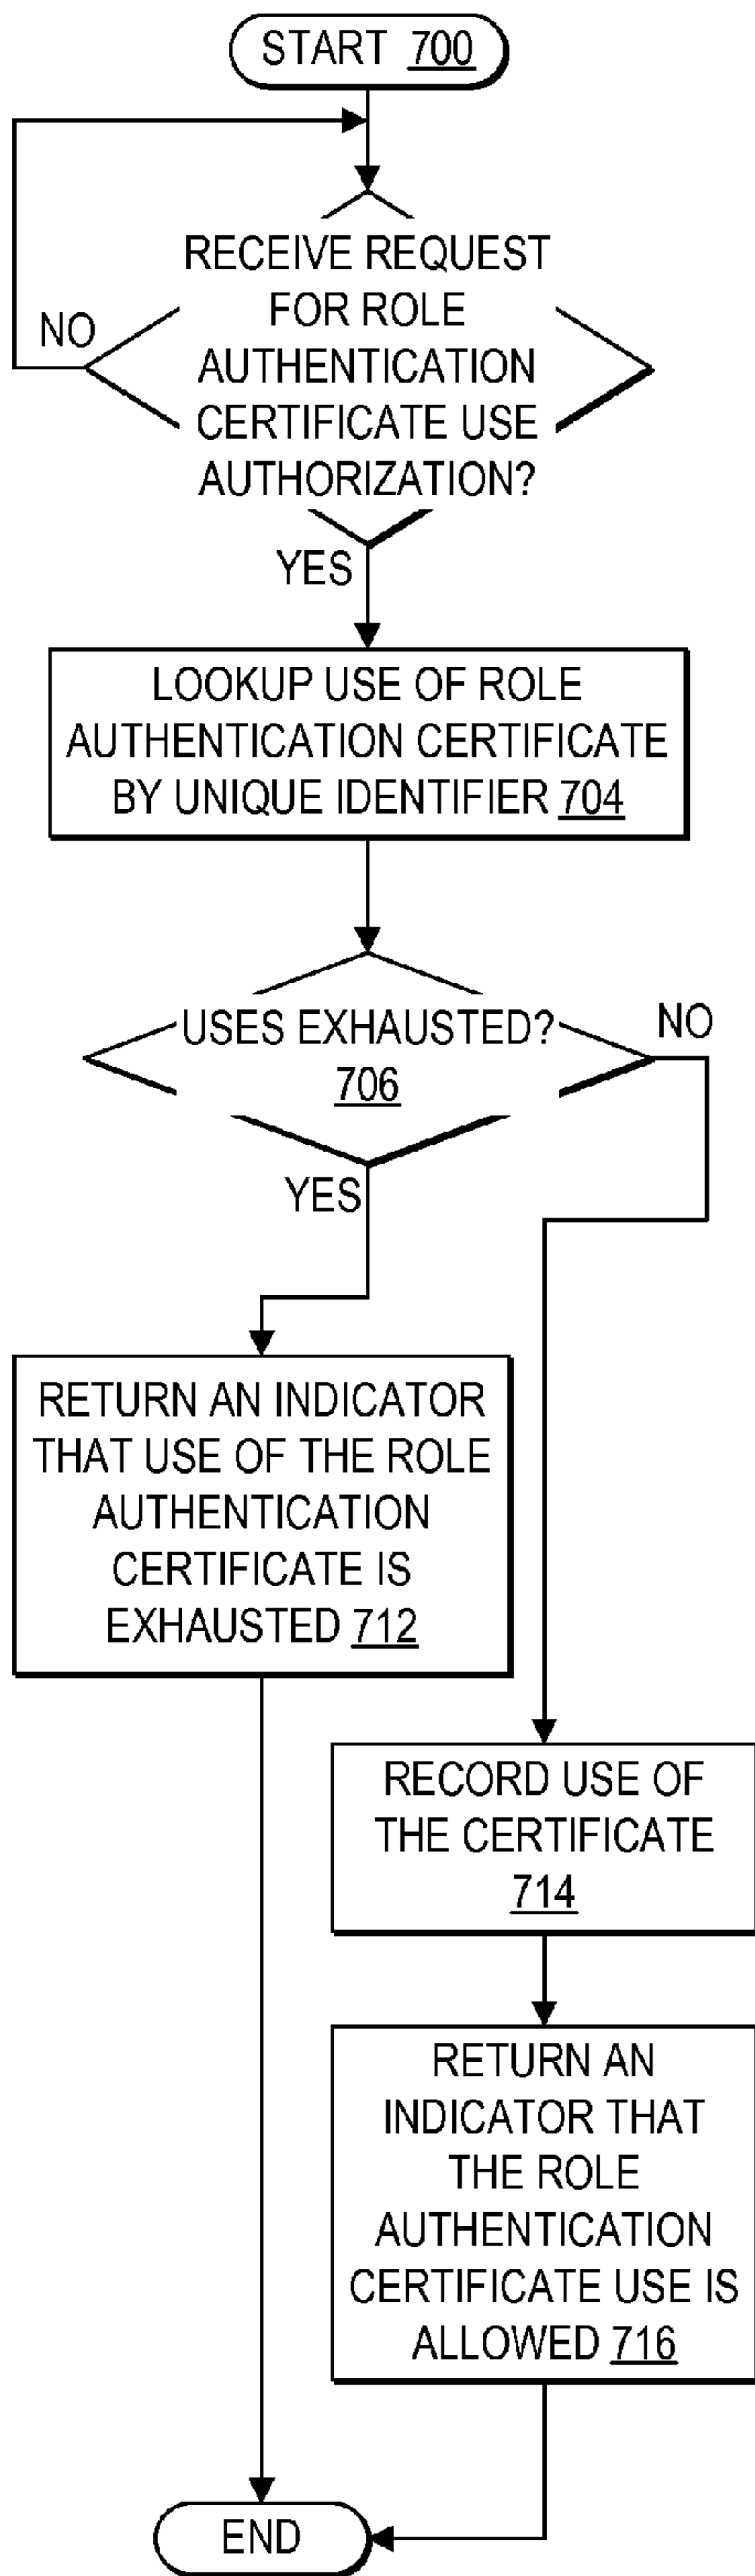 START 700
RECEIVE REQUEST
FOR ROLE
NO
AUTHENTICATION
CERTIFICATE USE
AUTHORIZATION?
YES
LOOKUP USE OF ROLE
AUTHENTICATION CERTIFICATE
BY UNIQUE IDENTIFIER 704
USES EXHAUSTED?
706
NO
YES
RETURN AN INDICATOR
THAT USE OF THE ROLE
AUTHENTICATION
CERTIFICATE IS
EXHAUSTED 712
RECORD USE OF
THE CERTIFICATE
714
RETURN AN
INDICATOR THAT
THE ROLE
AUTHENTICATION
CERTIFICATE USE IS
ALLOWED 716
END